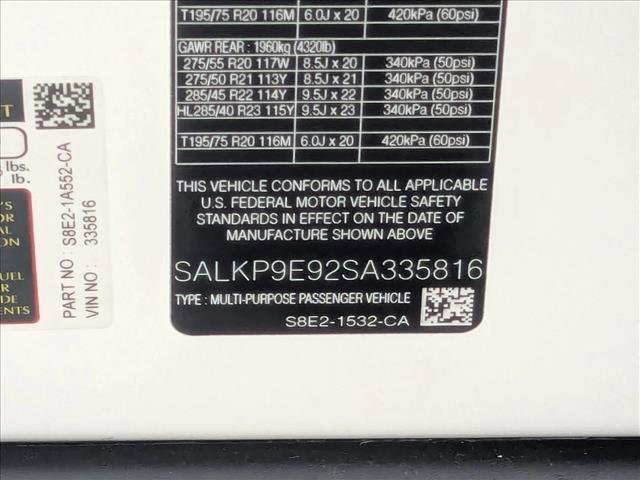 T195/75 R20 116M 6.0J x 20 420kPa (60psi)
GAWR REAR : 1960kg (4320lb)
275/55 R20 117W 8.5J x 20 340kPa (50psi)
275/50 R21 113Y 8.5J x 21 340kPa (50psi)
285/45 R22 114Y 9.5J x 22 340kPa (50psi)
HL285/40 R23 115Y 9.5J x 23 340kPa (50psi)
T195/75 R20 116M 6.0J x 20 420kPa (60psi)
THIS VEHICLE CONFORMS TO ALL APPLICABLE
U.S. FEDERAL MOTOR VEHICLE SAFETY
STANDARDS IN EFFECT ON THE DATE OF
MANUFACTURE SHOWN ABOVE
SALKP9E92SA335816
TYPE : MULTI-PURPOSE PASSENGER VEHICLE
S8E2-1532-CA
lbs.
lb.
PART NO : S8E2-1A552-CA
VIN NO : 335816